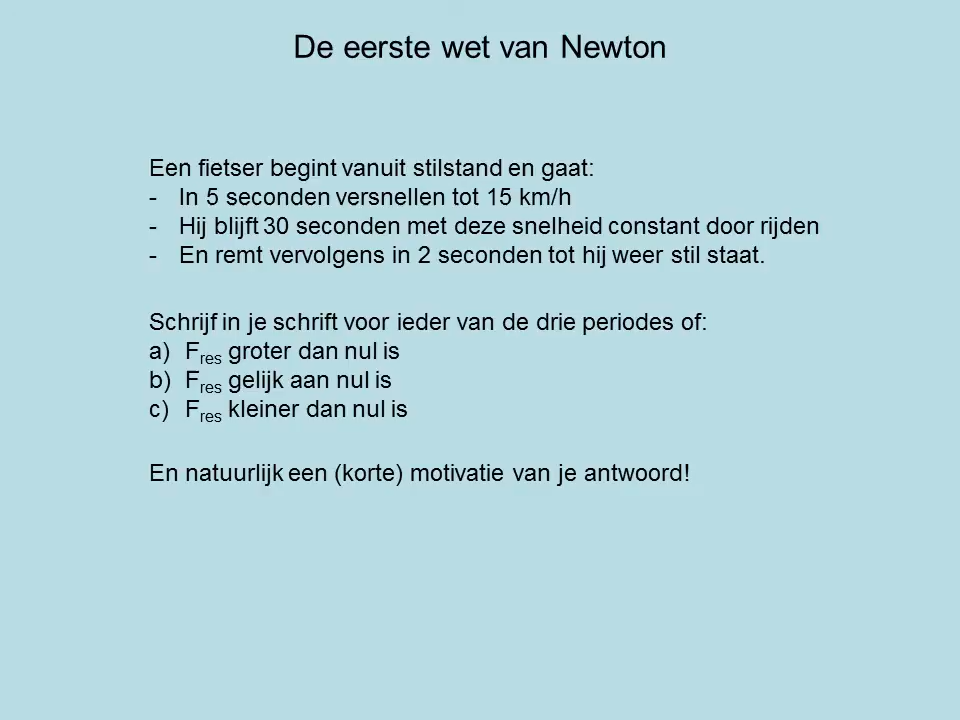 De eerste wet van Newton
Een fietser begint vanuit stilstand en gaat:
- In 5 seconden versnellen tot 15 km/h
- Hij blijft 30 seconden met deze snelheid constant door rijden
- En remt vervolgens in 2 seconden tot hij weer stil staat.
Schrijf in je schrift voor ieder van de drie periodes of:
a) Fres groter dan nul is
b) Fres gelijk aan nul is
c) Fres kleiner dan nul is
En natuurlijk een (korte) motivatie van je antwoord!